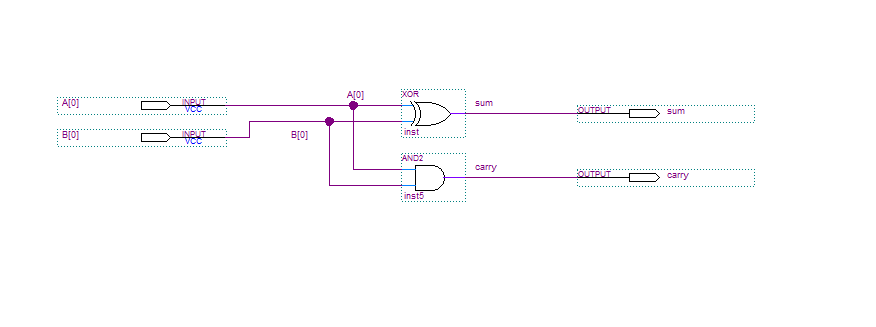 A[0]
INPUT
VCC
B[0]
INPUT
VCC
A[0]
B[0]
XOR
inst
sum
OUTPUT
sum
AND2
inst5
carry
OUTPUT
carry